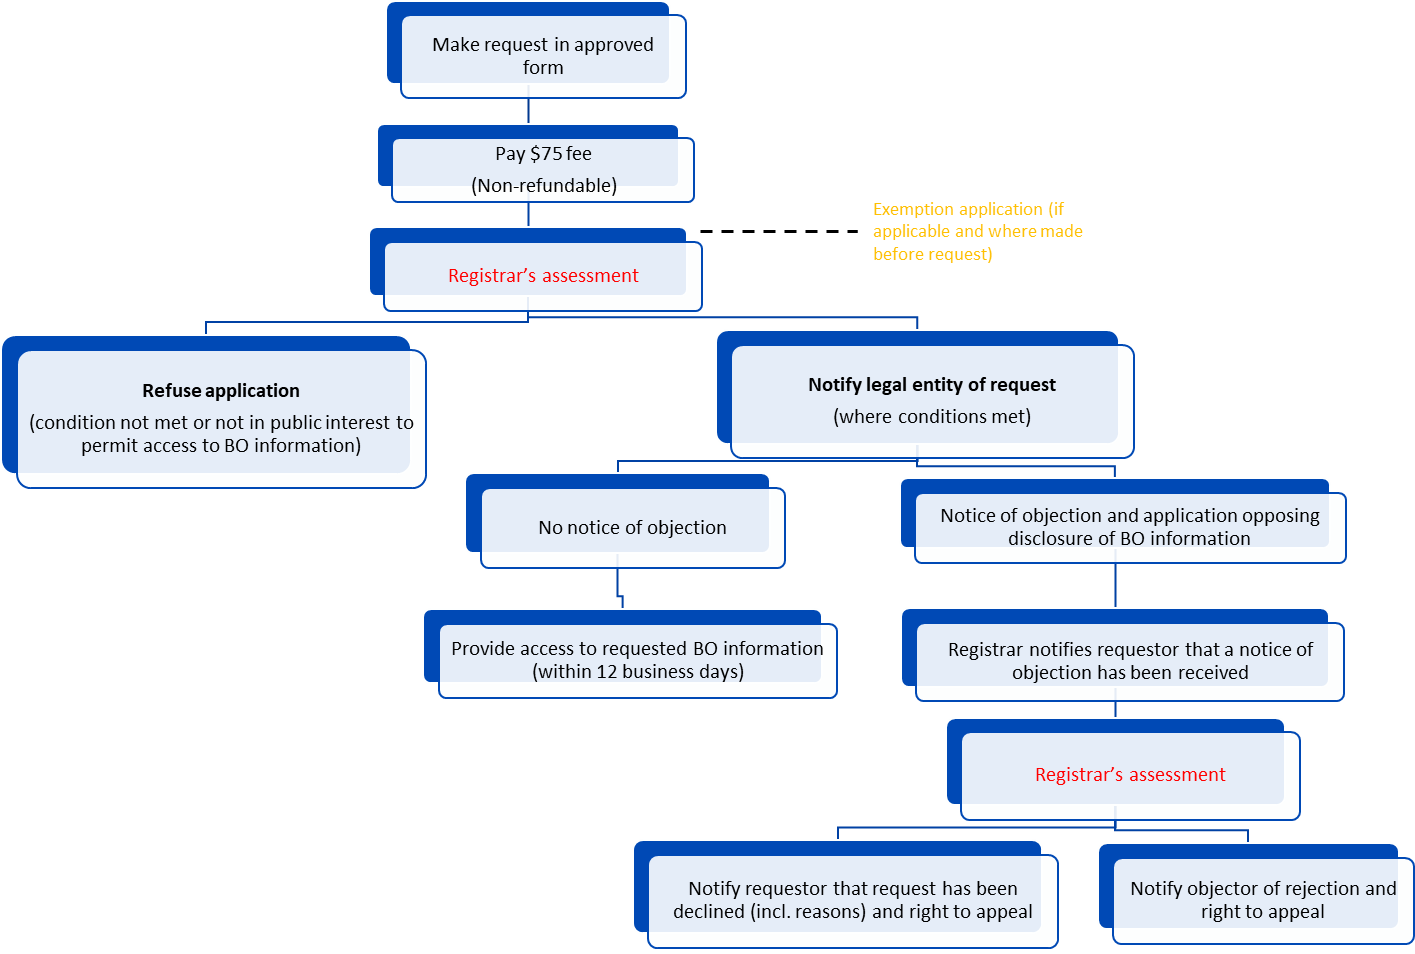 Make request in approved
form
Pay $75 fee
(Non-refundable)
Exemption application (if
applicable and where made
before request)
Registrar’s assessment
Refuse application
(condition not met or not in public interest to
permit access to BO information)
Notify legal entity of request
(where conditions met)
No notice of objection
Notice of objection and application opposing
disclosure of BO information
Provide access to requested BO information
(within 12 business days)
Registrar notifies requestor that a notice of
objection has been received
Registrar’s assessment
Notify requestor that request has been
declined (incl. reasons) and right to appeal
Notify objector of rejection and
right to appeal